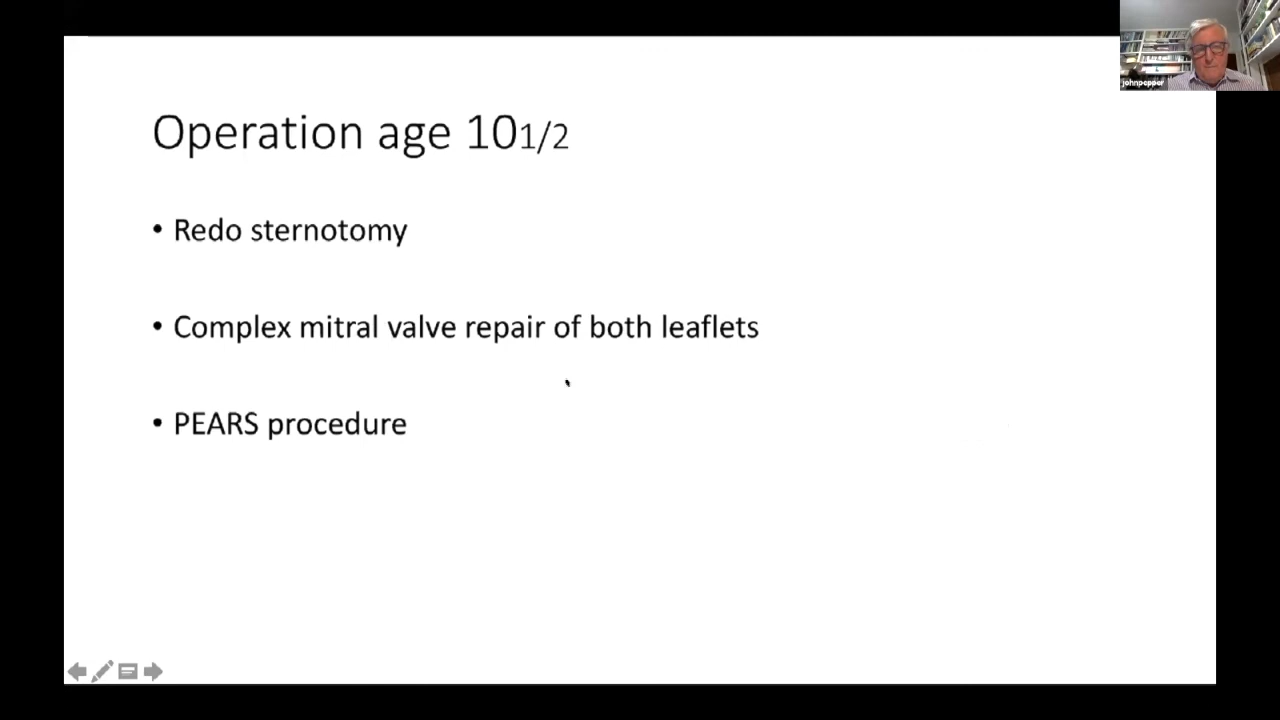 johnpepper
Operation age 101/2
• Redo sternotomy
• Complex mitral valve repair of both leaflets
• PEARS procedure